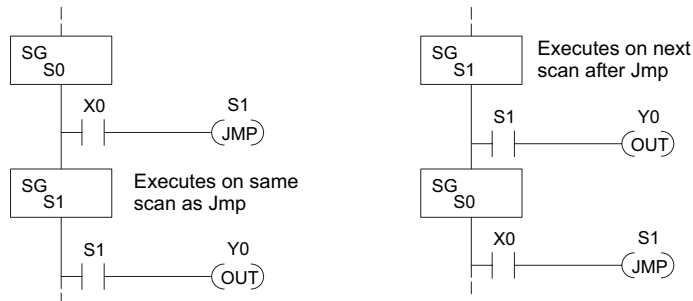 SG
S0
X0
S1
JMP
SG
S1
Executes on same
scan as Jmp
S1
Y0
OUT
SG
S1
Executes on next
scan after Jmp
S1
Y0
OUT
SG
S0
X0
S1
JMP